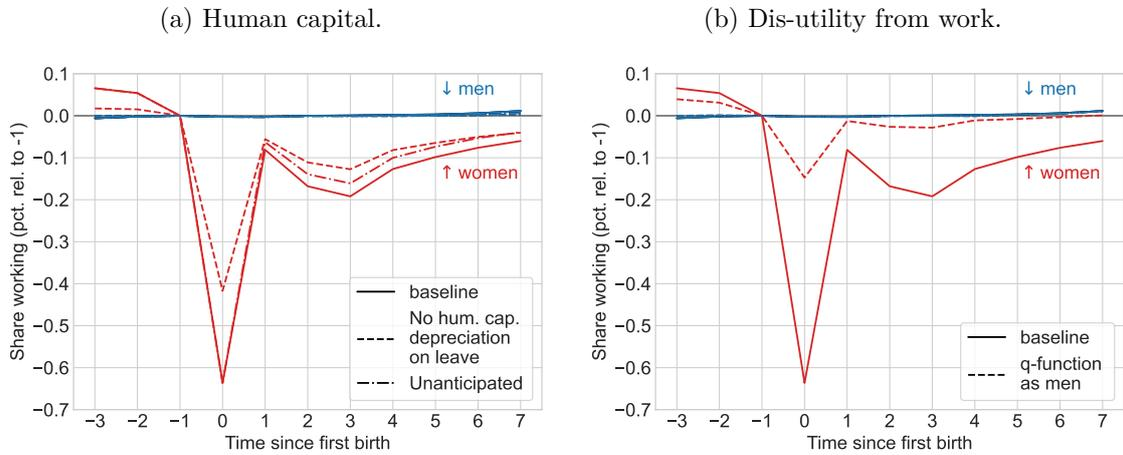 (a) Human capital.
0.1
0.0
−0.1
−0.2
−0.3
−0.4
−0.5
−0.6
−0.7
Share working (pct. rel. to -1)
↓ men
↑ women
baseline
No hum. cap.
depreciation
on leave
Unanticipated
−3 −2 −1 0 1 2 3 4 5 6 7
Time since first birth
(b) Dis-utility from work.
0.1
0.0
−0.1
−0.2
−0.3
−0.4
−0.5
−0.6
−0.7
Share working (pct. rel. to -1)
↓ men
↑ women
baseline
q-function
as men
−3 −2 −1 0 1 2 3 4 5 6 7
Time since first birth